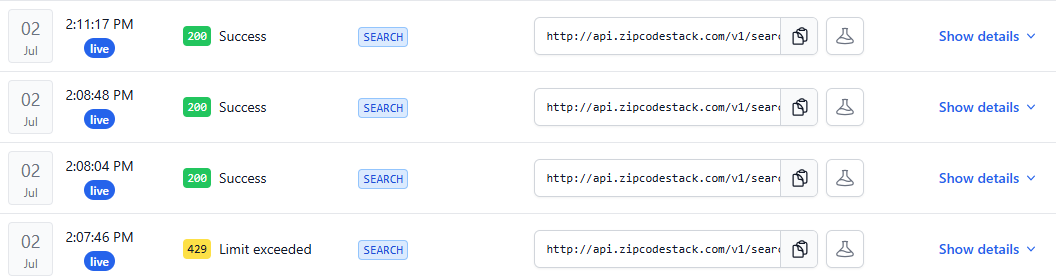 02 2:11:17 PM 200 Success SEARCH http://api.zipcodestack.com/v1/searc Show details
Jul live
02 2:08:48 PM 200 Success SEARCH http://api.zipcodestack.com/v1/searc Show details
Jul live
02 2:08:04 PM 200 Success SEARCH http://api.zipcodestack.com/v1/searc Show details
Jul live
02 2:07:46 PM 429 Limit exceeded SEARCH http://api.zipcodestack.com/v1/searc Show details
Jul live